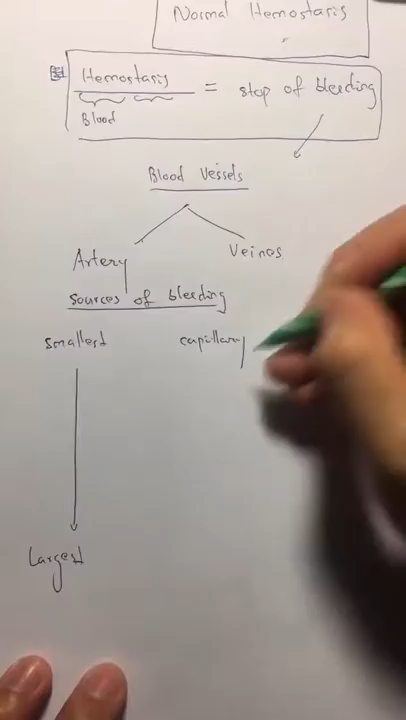 Normal Hemostasis
Hemostasis = stop of bleeding
Blood
Blood Vessels
Artery Veines
sources of bleeding
smallest capillary
Largest